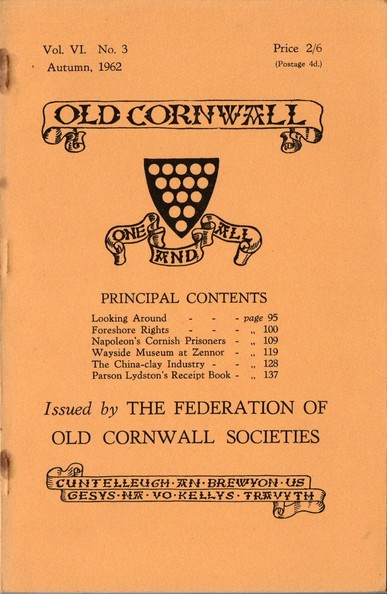 Vol. VI. No. 3 Price 2/6
Autumn, 1962 (Postage 4d.)
OLD CORNWALL
ONE AND ALL
PRINCIPAL CONTENTS
Looking Around - - - page 95
Foreshore Rights - - - „ 100
Napoleon's Cornish Prisoners - „ 109
Wayside Museum at Zennor - „ 119
The China-clay Industry - - „ 128
Parson Lydston's Receipt Book - „ 137
Issued by THE FEDERATION OF
OLD CORNWALL SOCIETIES
CUNTELLEUGH·AN·BREWYON·US
GESYS·NA·VO·KELLYS·TRAVYTH